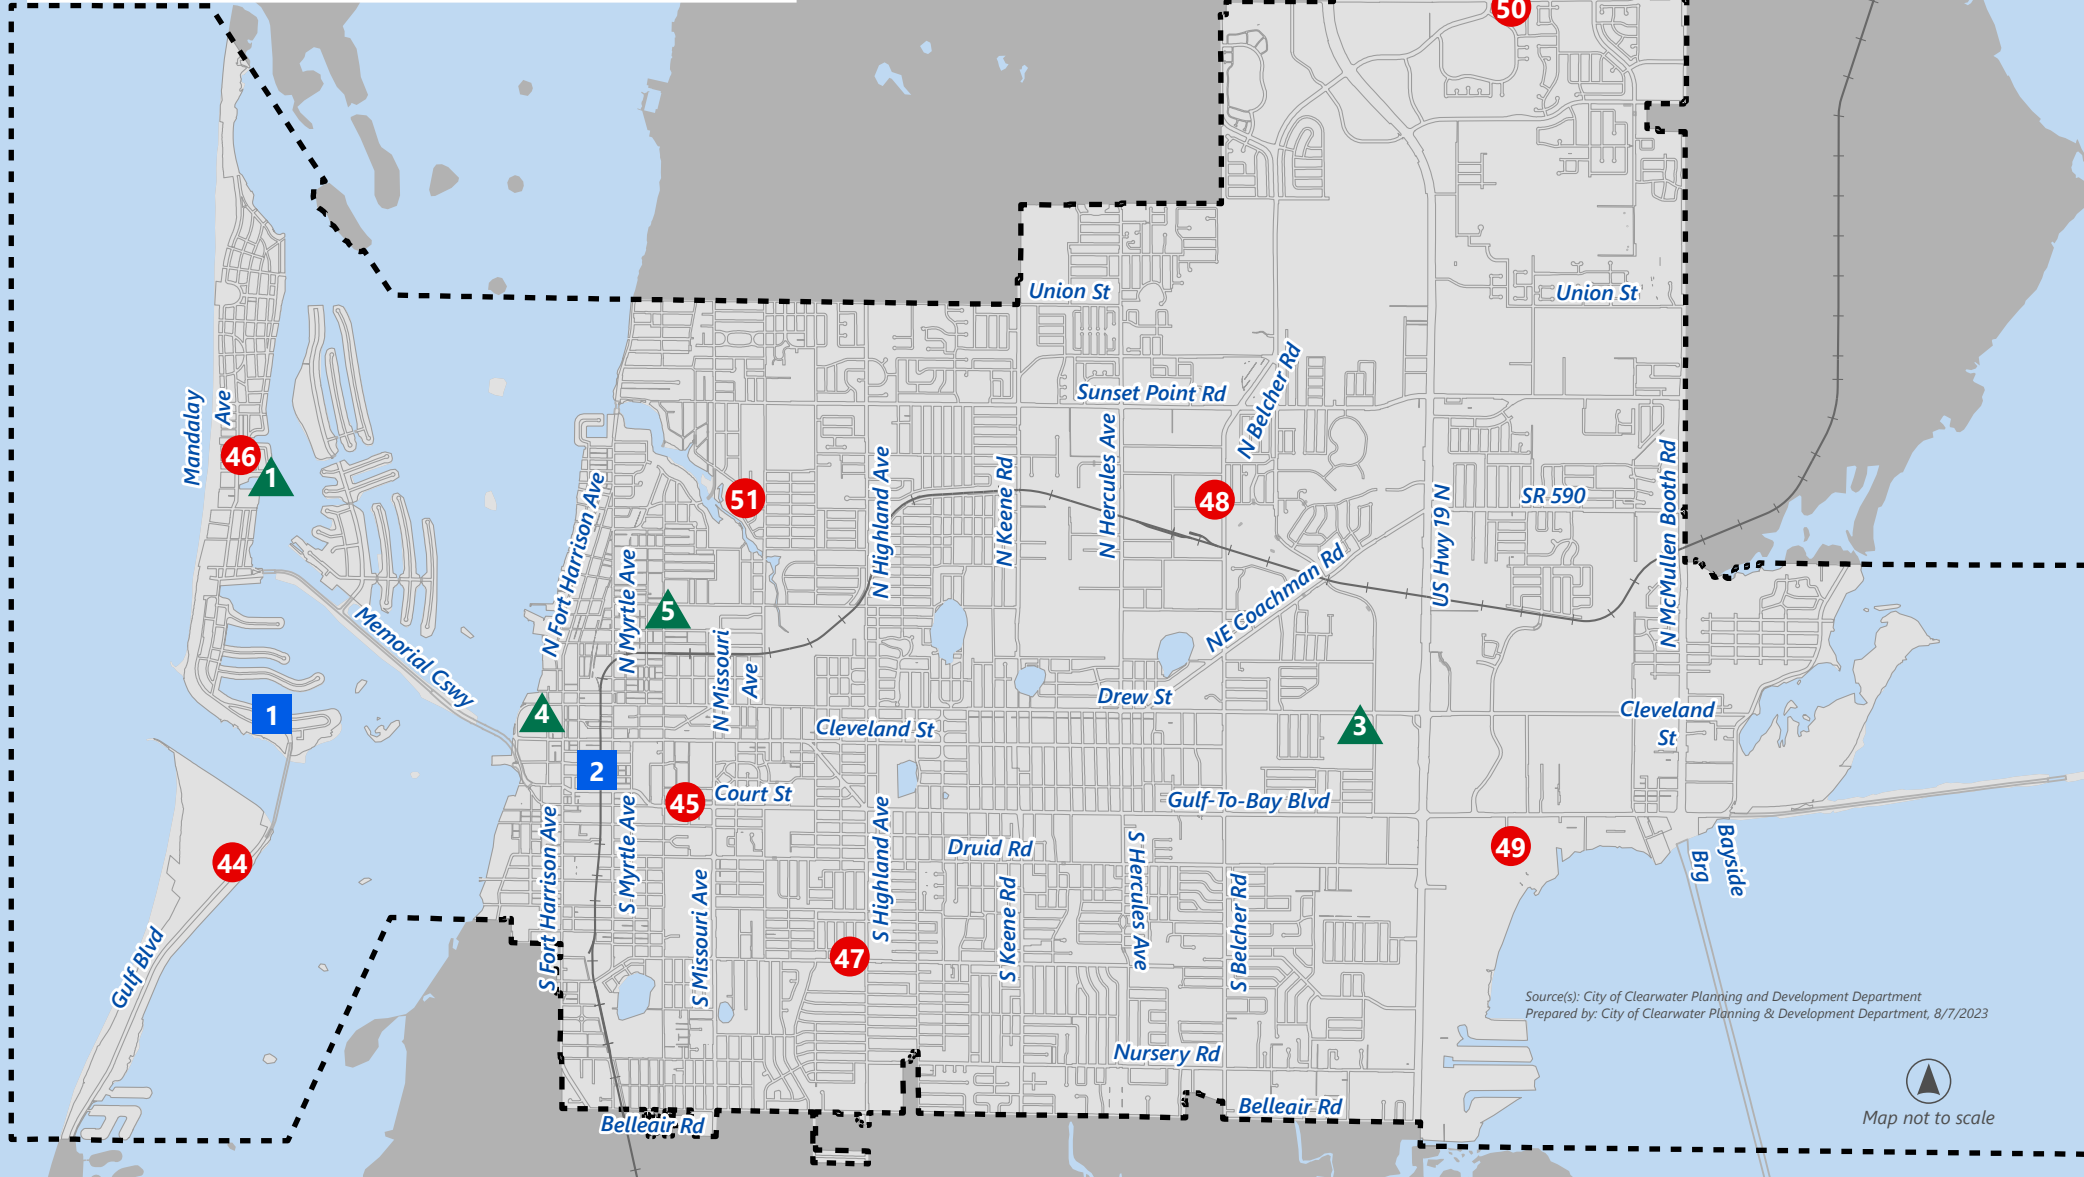 50
Union St
Union St
Sunset Point Rd
N Belcher Rd
Mandalay
Ave
46
1
51
48
SR 590
N Fort Harrison Ave
N Highland Ave
N Keene Rd
N Hercules Ave
US Hwy 19 N
N McMullen Booth Rd
N Myrtle Ave
5
NE Coachman Rd
Memorial Cswy
N Missouri
Ave
Drew St
1
4
Cleveland St
3
Cleveland
St
2
45
Court St
Gulf-To-Bay Blvd
S Fort Harrison Ave
S Myrtle Ave
S Highland Ave
Druid Rd
S Hercules Ave
49
Bayside
Brg
44
S Missouri Ave
S Keene Rd
S Belcher Rd
47
Gulf Blvd
Source(s): City of Clearwater Planning and Development Department
Prepared by: City of Clearwater Planning & Development Department, 8/7/2023
Nursery Rd
Belleair Rd
Belleair Rd
Map not to scale